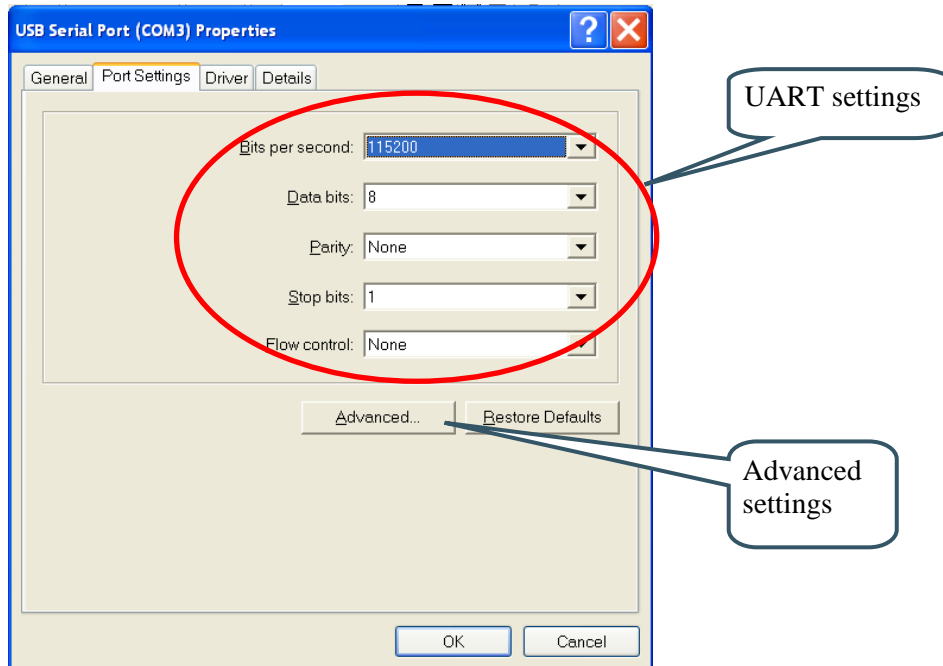 USB Serial Port (COM3) Properties
General Port Settings Driver Details
UART settings
Bits per second: 115200
Data bits: 8
Parity: None
Stop bits: 1
Flow control: None
Advanced... Restore Defaults
Advanced
settings
OK Cancel